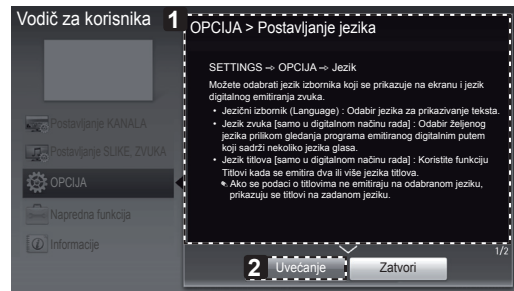 Vodič za korisnika
1
OPCIJA > Postavljanje jezika
SETTINGS ➾ OPCIJA ➾ Jezik
Možete odabrati jezik izbornika koji se prikazuje na ekranu i jezik
digitalnog emitiranja zvuka.
• Jezični izbornik (Language) : Odabir jezika za prikazivanje teksta.
• Jezik zvuka [samo u digitalnom načinu rada] : Odabir željenog
jezika prilikom gledanja programa emitiranog digitalnim putem
koji sadrži nekoliko jezika glasa.
• Jezik titlova [samo u digitalnom načinu rada] : Koristite funkciju
Titlovi kada se emitira dva ili više jezika titlova.
Ako se podaci o titlovima ne emitiraju na odabranom jeziku,
prikazuju se titlovi na zadanom jeziku.
Postavljanje KANALA
Postavljanje SLIKE, ZVUKA
OPCIJA
Napredna funkcija
Informacije
1/2
2
Uvećanje
Zatvori